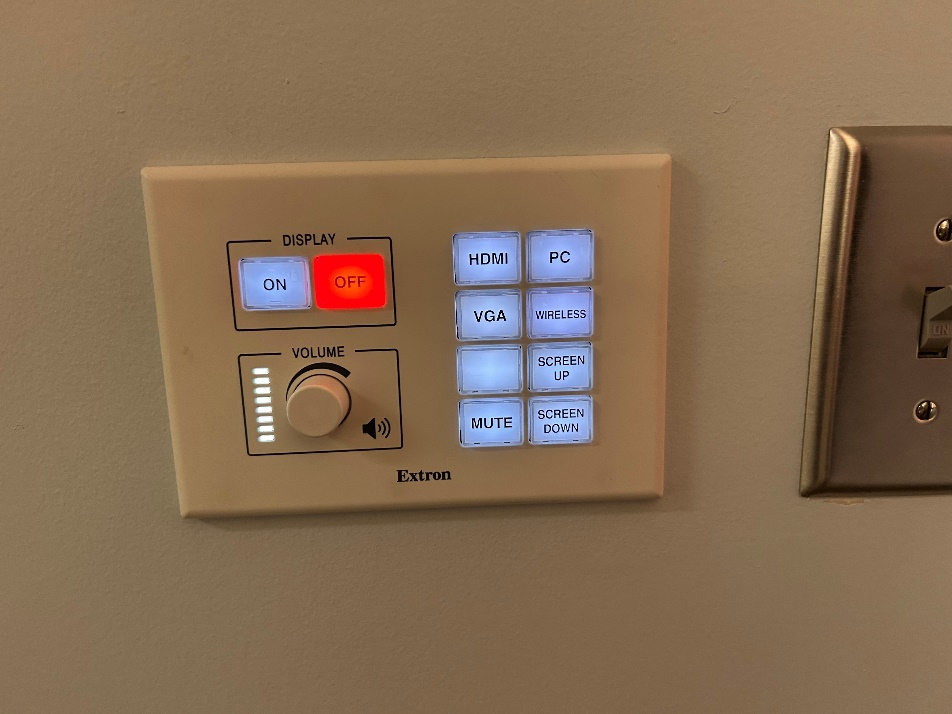 DISPLAY
ON OFF
VOLUME
HDMI PC
VGA WIRELESS
SCREEN
UP
MUTE
SCREEN
DOWN
Extron